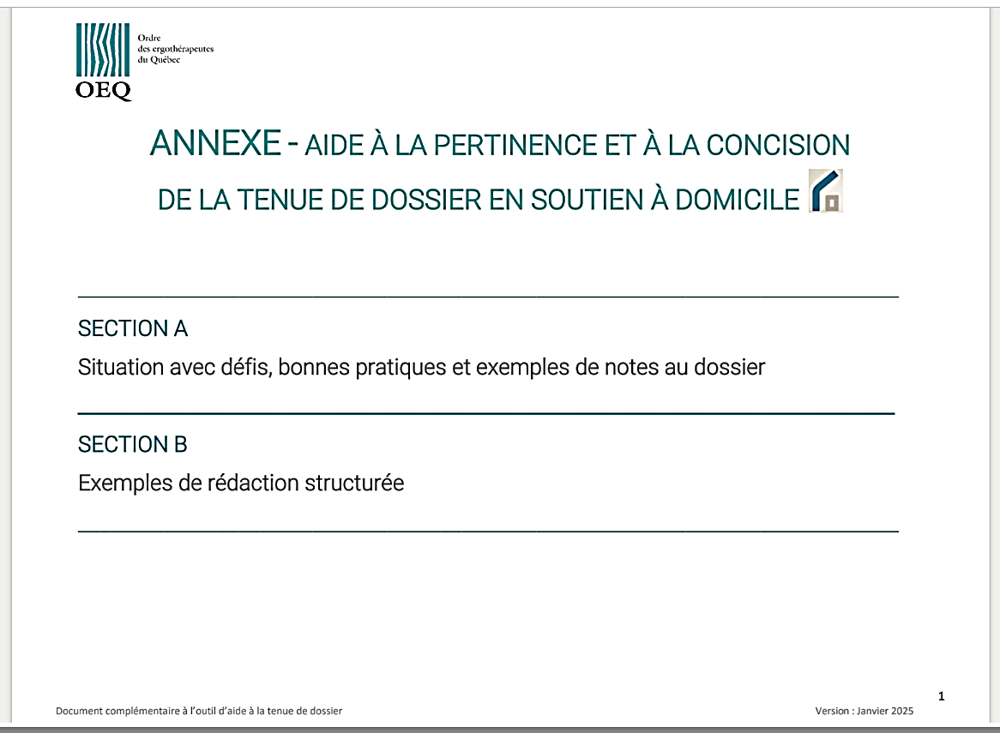 Ordre
des ergothérapeutes
du Québec
OEQ
ANNEXE - AIDE À LA PERTINENCE ET À LA CONCISION
DE LA TENUE DE DOSSIER EN SOUTIEN À DOMICILE
SECTION A
Situation avec défis, bonnes pratiques et exemples de notes au dossier
SECTION B
Exemples de rédaction structurée
1
Document complémentaire à l'outil d'aide à la tenue de dossier
Version : Janvier 2025